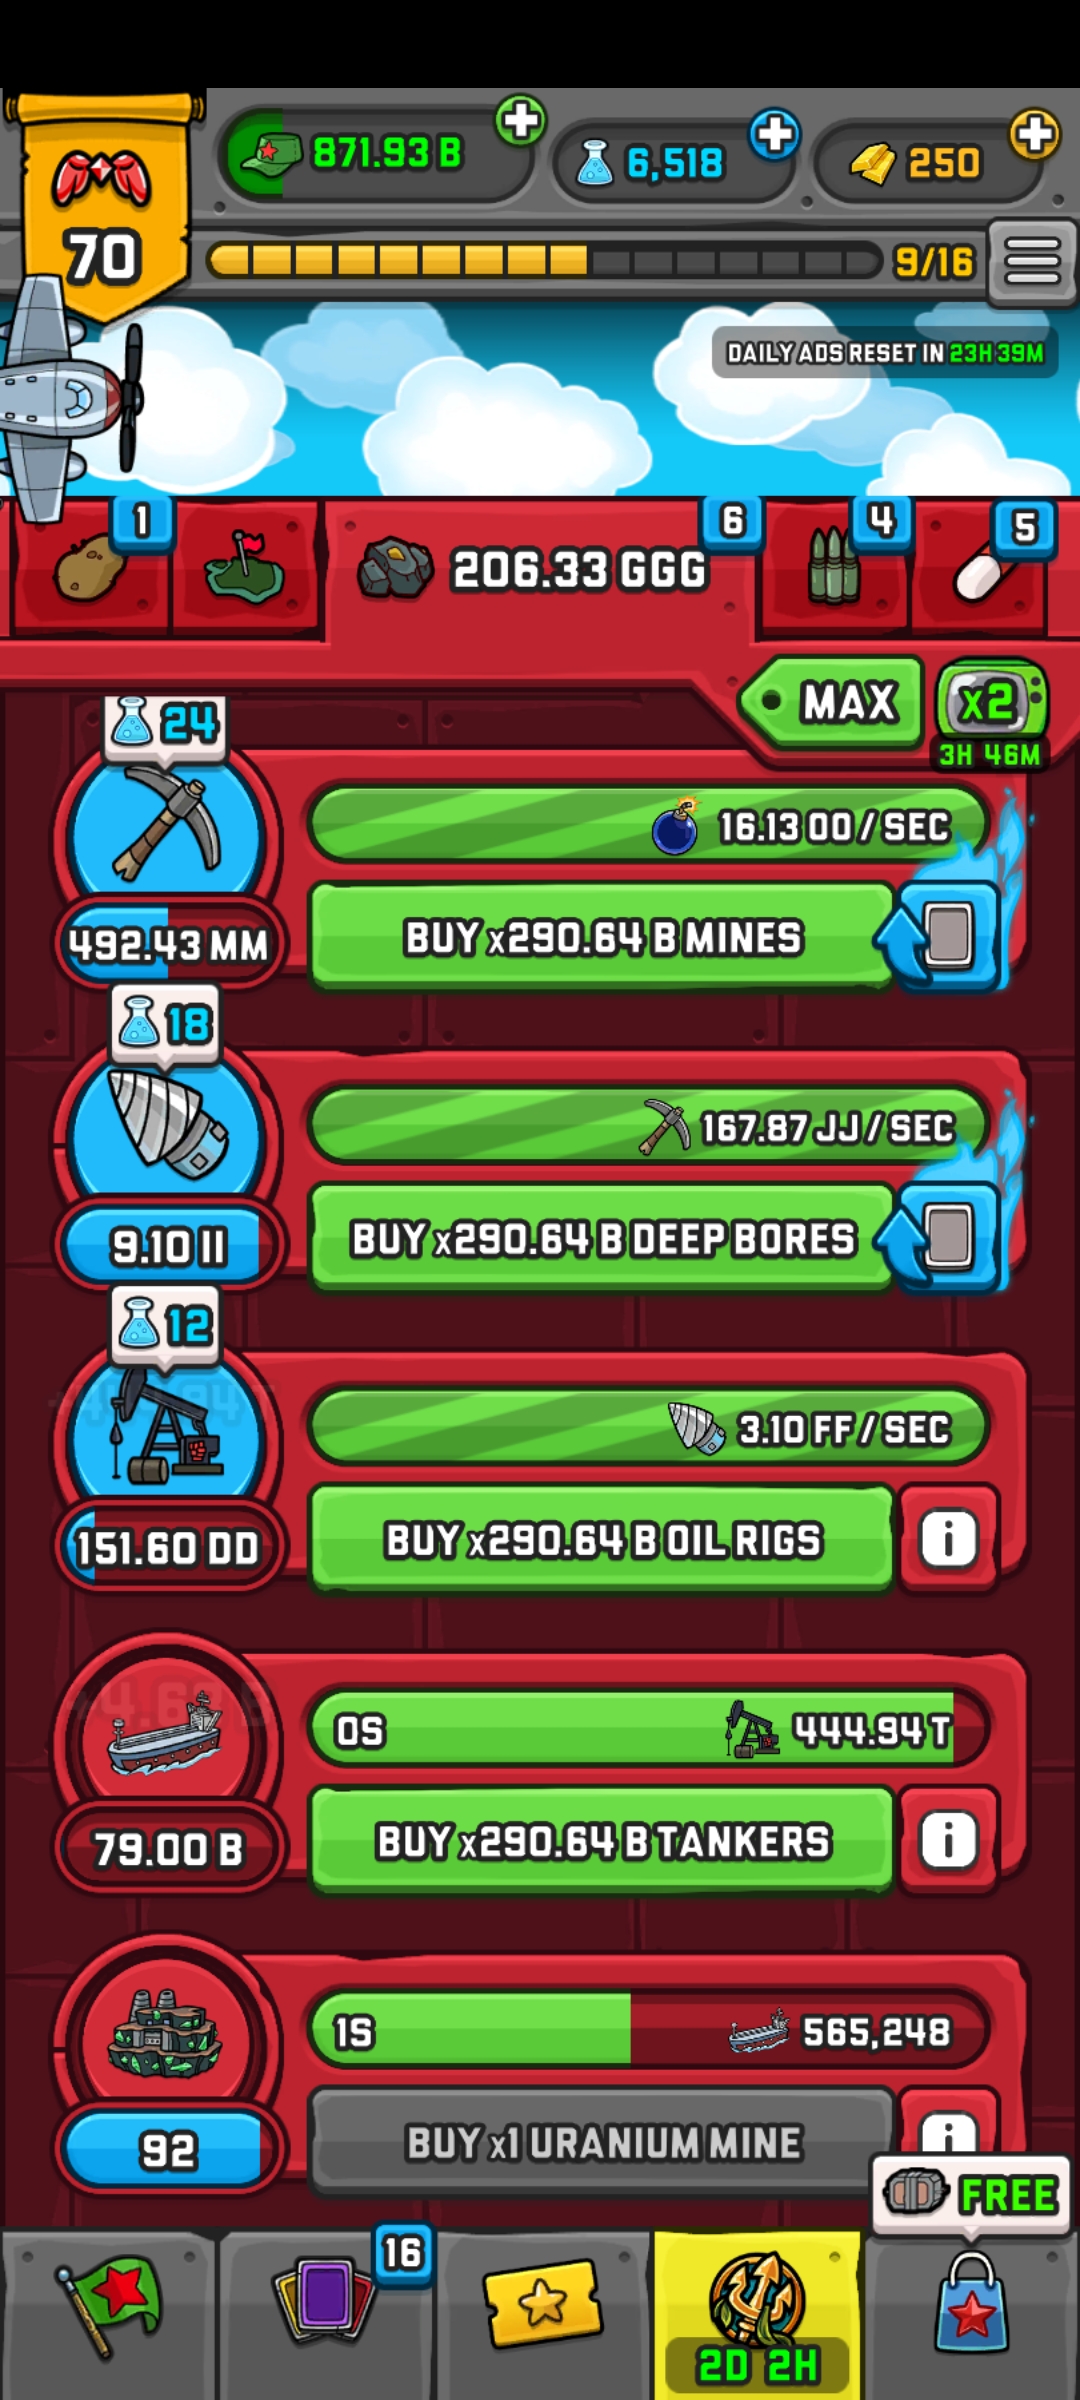 871.93 B
6,518
250
70
9/16
DAILY ADS RESET IN 23H 39M
1
206.33 GGG
6
4
5
MAX
x2
3H 46M
24
16.13 OO / SEC
BUY x290.64 B MINES
492.43 MM
18
167.87 JJ / SEC
BUY x290.64 B DEEP BORES
9.10 II
12
3.10 FF / SEC
BUY x290.64 B OIL RIGS
i
151.60 DD
0S
444.94 T
BUY x290.64 B TANKERS
i
79.00 B
1S
565,248
BUY x1 URANIUM MINE
i
92
FREE
16
2D 2H